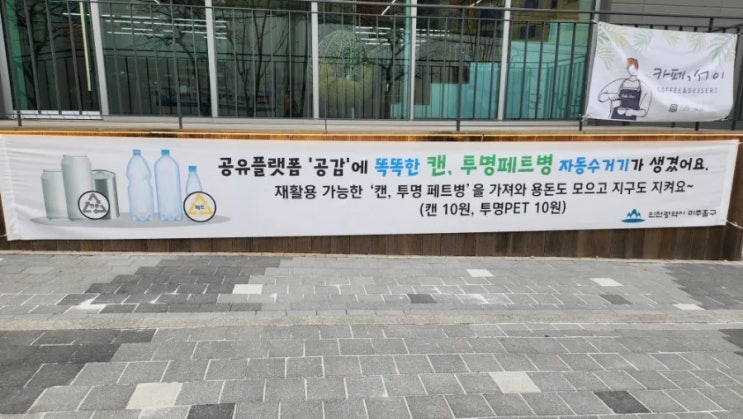 카페, 서이
COFFEE&DESSERT
공유플랫폼 '공감'에 똑똑한 캔, 투명페트병 자동수거기가 생겼어요.
재활용 가능한 '캔, 투명 페트병'을 가져와 용돈도 모으고 지구도 지켜요~
(캔 10원, 투명PET 10원)
인천광역시 미추홀구